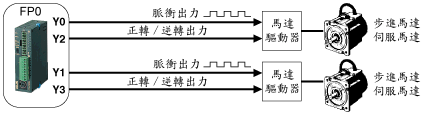 FP0
Y0
脈衝出力
Y2
正轉/逆轉出力
馬達
驅動器
步進馬達
伺服馬達
Y1
脈衝出力
Y3
正轉/逆轉出力
馬達
驅動器
步進馬達
伺服馬達